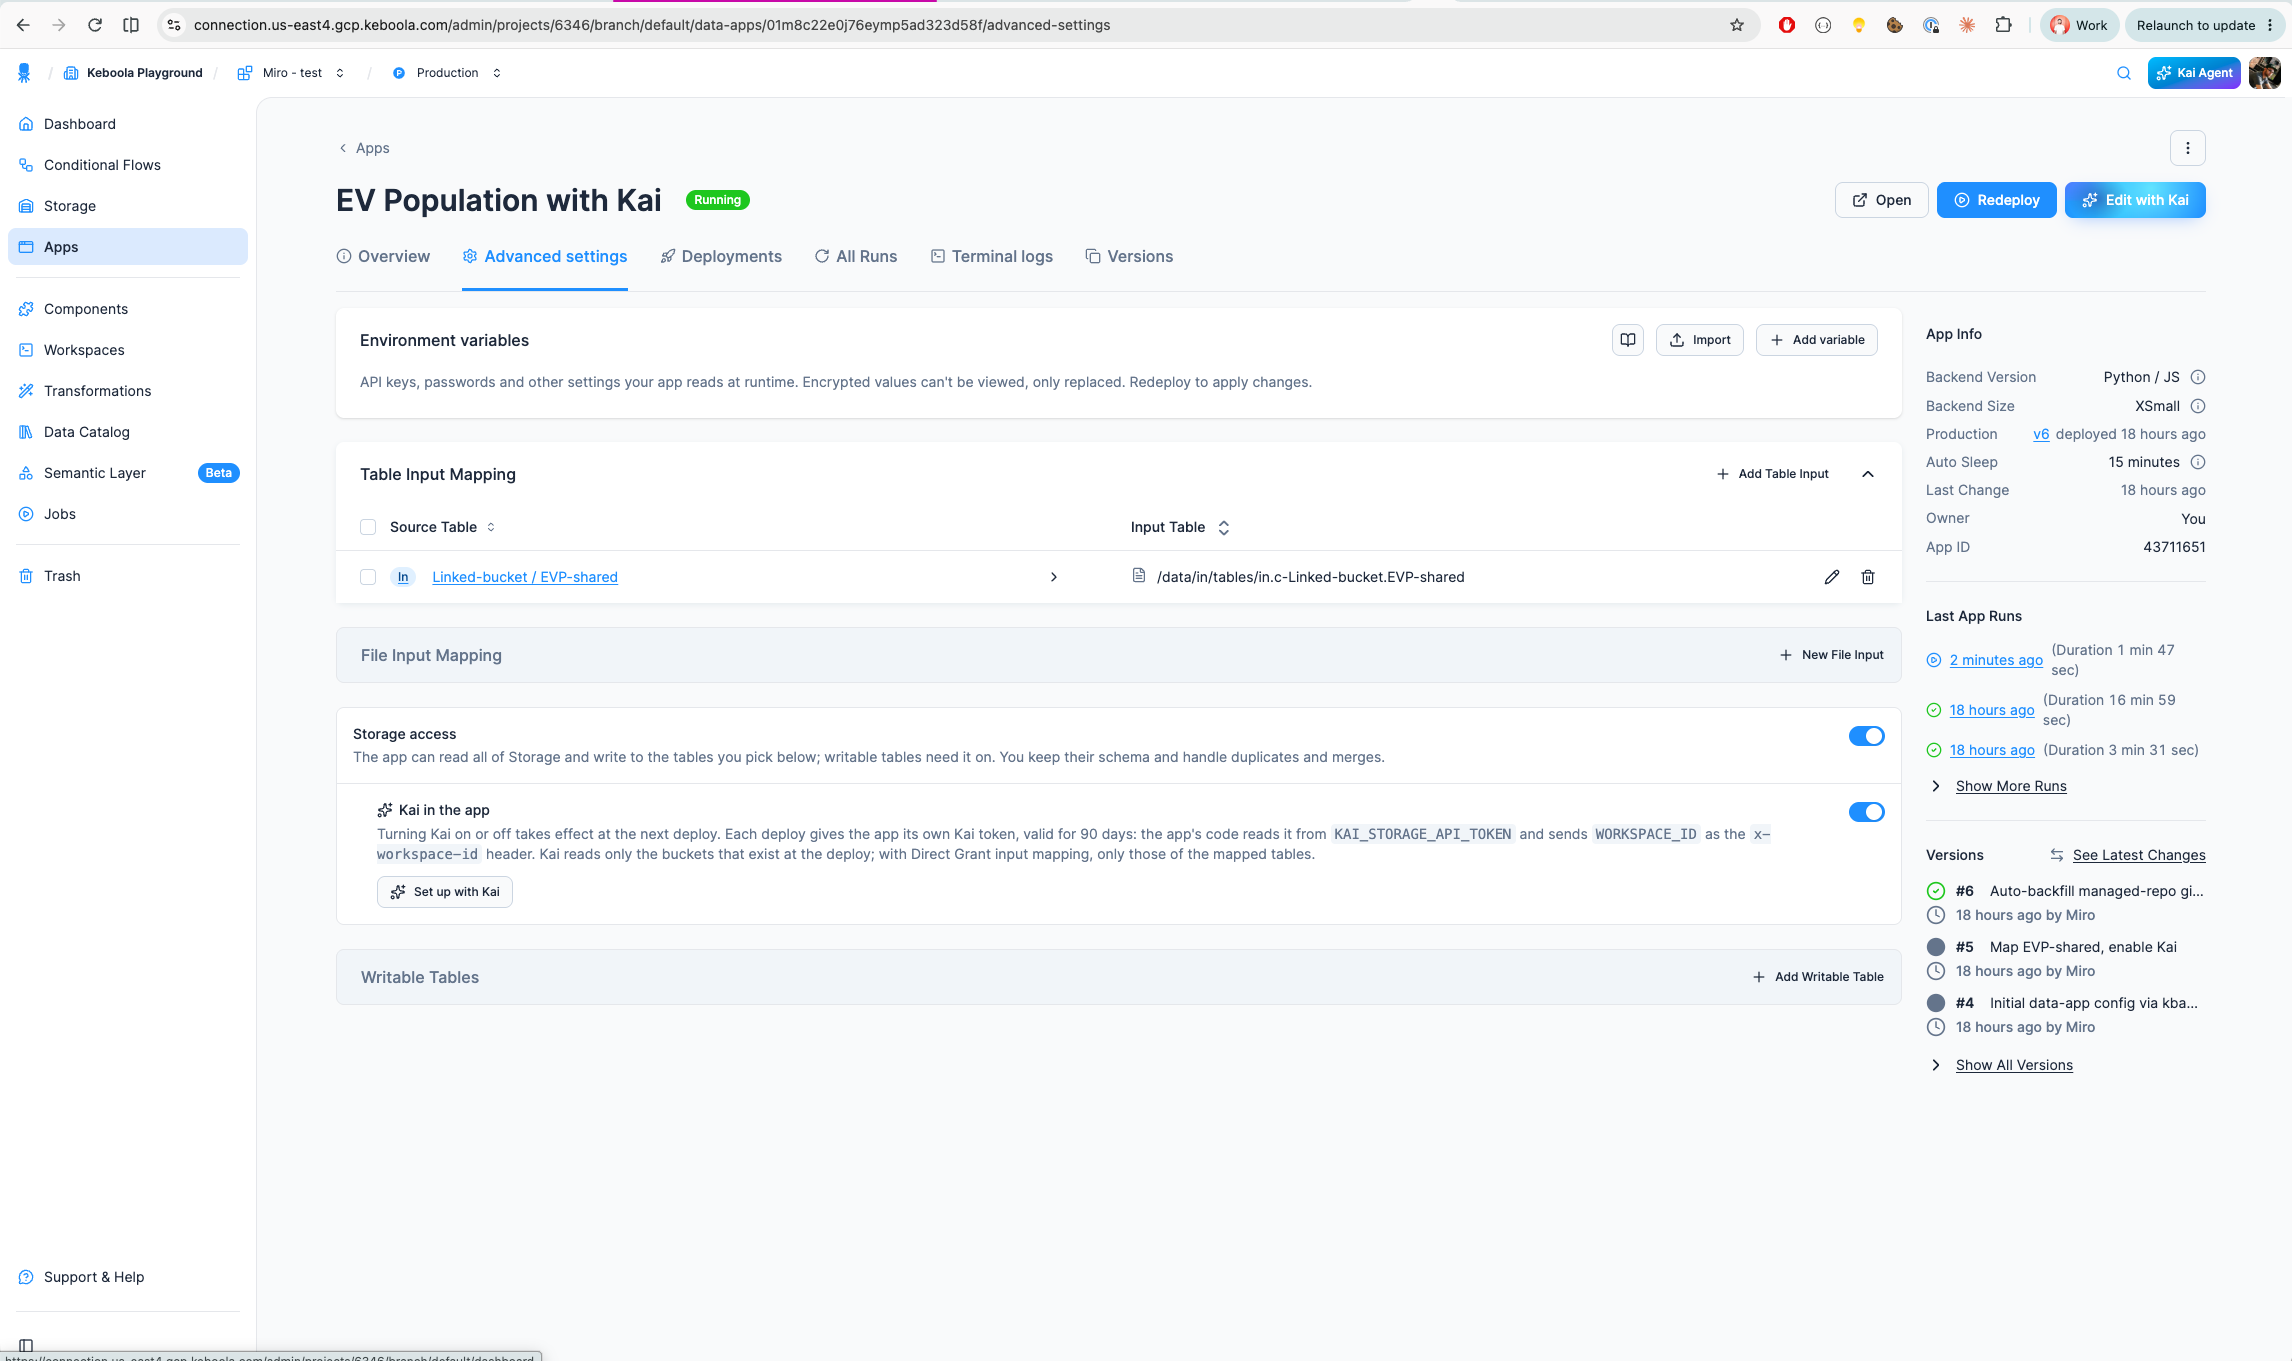 connection.us-east4.gcp.keboola.com/admin/projects/6346/branch/default/data-apps/01m8c22e0j76eymp5ad323d58f/advanced-settings
Work
Relaunch to update
/ Keboola Playground / Miro - test / P Production
Kai Agent
Dashboard
Conditional Flows
Storage
Apps
Components
Workspaces
Transformations
Data Catalog
Semantic Layer Beta
Jobs
Trash
Support & Help
https://connection.us-east4.gcp.keboola.com/admin/projects/6346/branch/default/dashboard
Apps
EV Population with Kai Running
Open
Redeploy
Edit with Kai
Overview
Advanced settings
Deployments
All Runs
Terminal logs
Versions
Environment variables
Import
Add variable
API keys, passwords and other settings your app reads at runtime. Encrypted values can't be viewed, only replaced. Redeploy to apply changes.
Table Input Mapping
Add Table Input
Source Table Input Table
In Linked-bucket / EVP-shared /data/in/tables/in.c-Linked-bucket.EVP-shared
File Input Mapping
New File Input
Storage access
The app can read all of Storage and write to the tables you pick below; writable tables need it on. You keep their schema and handle duplicates and merges.
Kai in the app
Turning Kai on or off takes effect at the next deploy. Each deploy gives the app its own Kai token, valid for 90 days: the app's code reads it from KAI_STORAGE_API_TOKEN and sends WORKSPACE_ID as the x-
workspace-id header. Kai reads only the buckets that exist at the deploy; with Direct Grant input mapping, only those of the mapped tables.
Set up with Kai
Writable Tables
Add Writable Table
App Info
Backend Version Python / JS
Backend Size XSmall
Production v6 deployed 18 hours ago
Auto Sleep 15 minutes
Last Change 18 hours ago
Owner You
App ID 43711651
Last App Runs
2 minutes ago (Duration 1 min 47 sec)
18 hours ago (Duration 16 min 59 sec)
18 hours ago (Duration 3 min 31 sec)
Show More Runs
Versions See Latest Changes
#6 Auto-backfill managed-repo gi...
18 hours ago by Miro
#5 Map EVP-shared, enable Kai
18 hours ago by Miro
#4 Initial data-app config via kba...
18 hours ago by Miro
Show All Versions